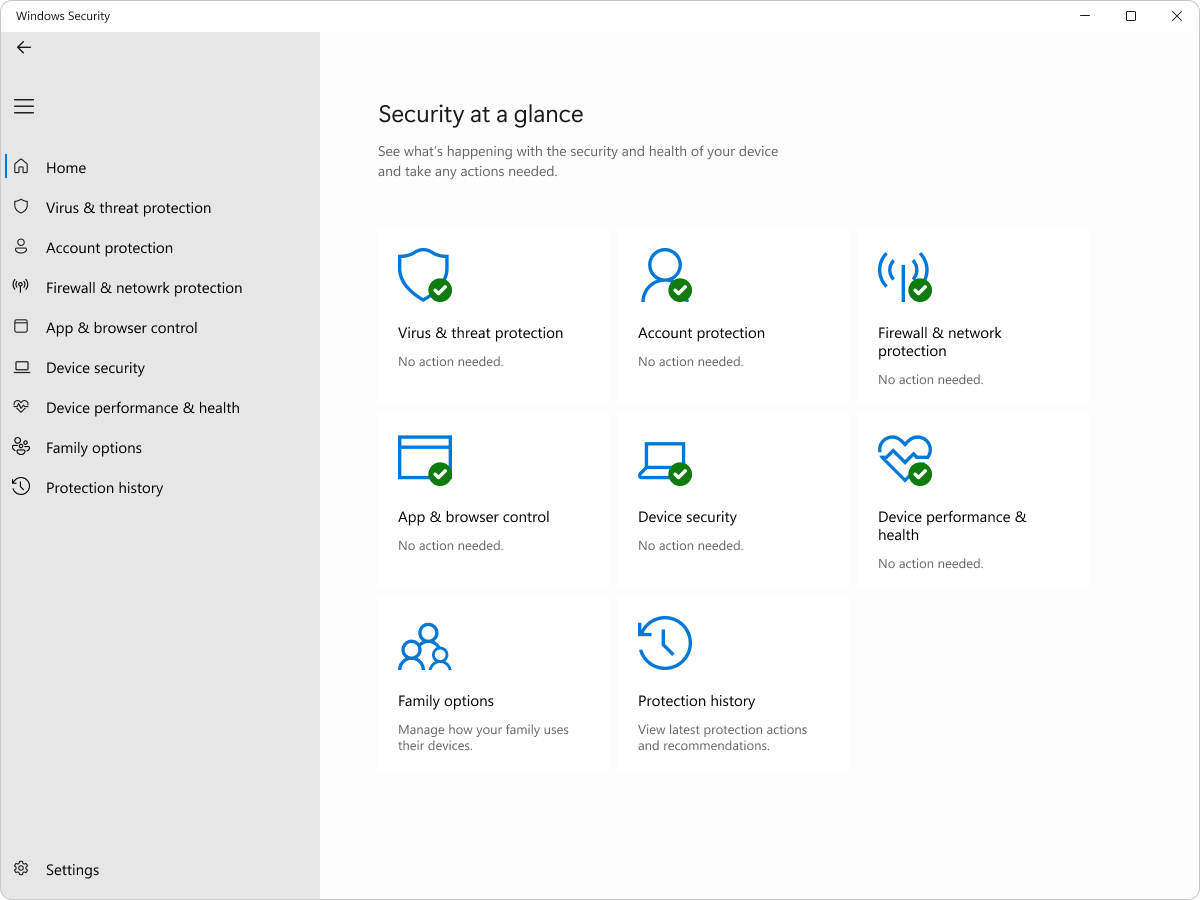 Windows Security
Home
Virus & threat protection
Account protection
Firewall & netowrk protection
App & browser control
Device security
Device performance & health
Family options
Protection history
Settings
Security at a glance
See what's happening with the security and health of your device
and take any actions needed.
Virus & threat protection
No action needed.
Account protection
No action needed.
Firewall & network
protection
No action needed.
App & browser control
No action needed.
Device security
No action needed.
Device performance &
health
No action needed.
Family options
Manage how your family uses
their devices.
Protection history
View latest protection actions
and recommendations.